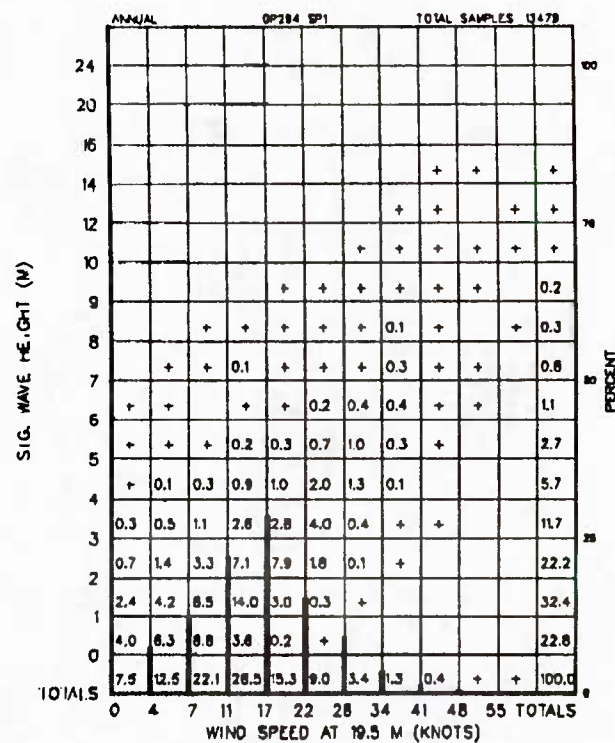 ANNUAL OP284 SP1 TOTAL SAMPLES 13479
24 100
20
16
+ + +
14
+ + + +
12
+ + + + + +
10
+ + + + + + 0.2
9
+ + + + + 0.1 + + 0.3
8
+ + 0.1 + + + 0.3 + + 0.6
7
+ + + + 0.2 0.4 0.4 + + 1.1
6
+ + + 0.2 0.3 0.7 1.0 0.3 + 2.7
5
+ 0.1 0.3 0.9 1.0 2.0 1.3 0.1 5.7
4
0.3 0.5 1.1 2.6 2.8 4.0 0.4 + + 11.7
3 25
0.7 1.4 3.3 7.1 7.9 1.8 0.1 + 22.2
2
2.4 4.2 8.5 14.0 3.0 0.3 + 32.4
1
4.0 6.3 8.8 3.6 0.2 + 22.8
0
TOTALS 7.5 12.5 22.1 28.5 15.3 9.0 3.4 1.3 0.4 + + 100.0 0
0 4 7 11 17 22 28 34 41 48 55 TOTALS
WIND SPEED AT 19.5 M (KNOTS)
SIG. WAVE HEIGHT (M)
PERCENT